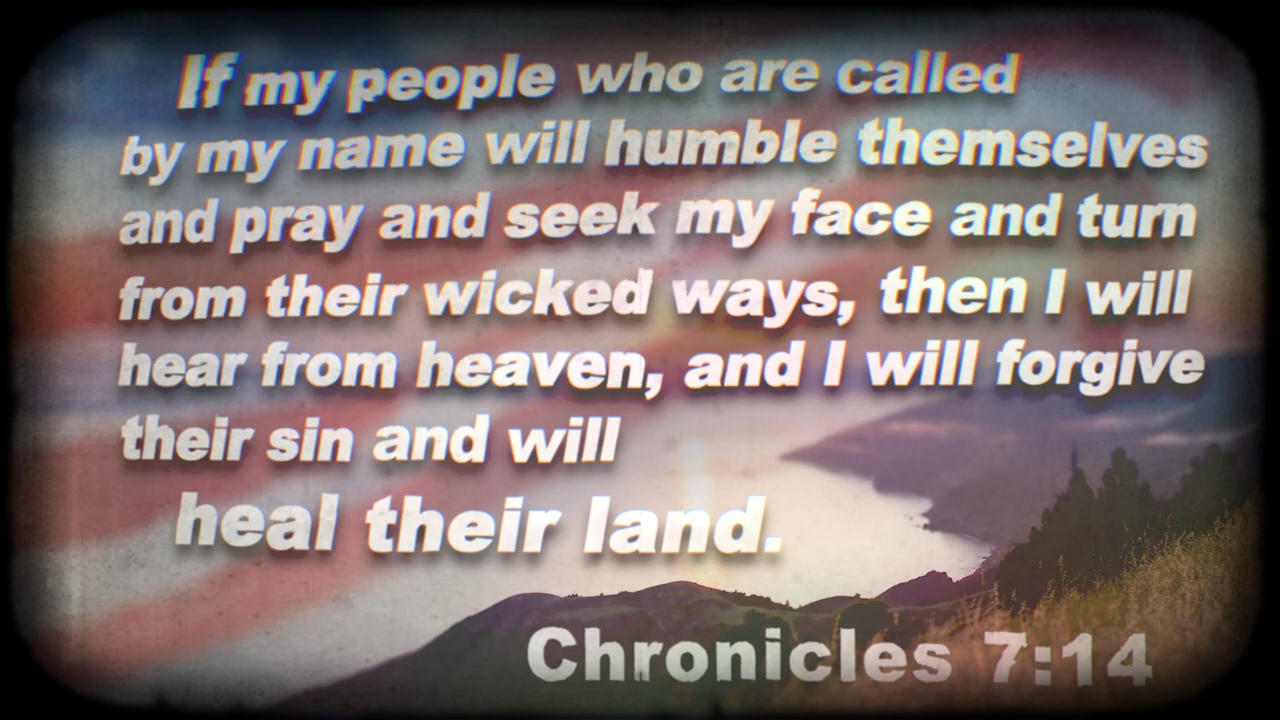 If my people who are called
by my name will humble themselves
and pray and seek my face and turn
from their wicked ways, then I will
hear from heaven, and I will forgive
their sin and will
heal their land.
Chronicles 7:14